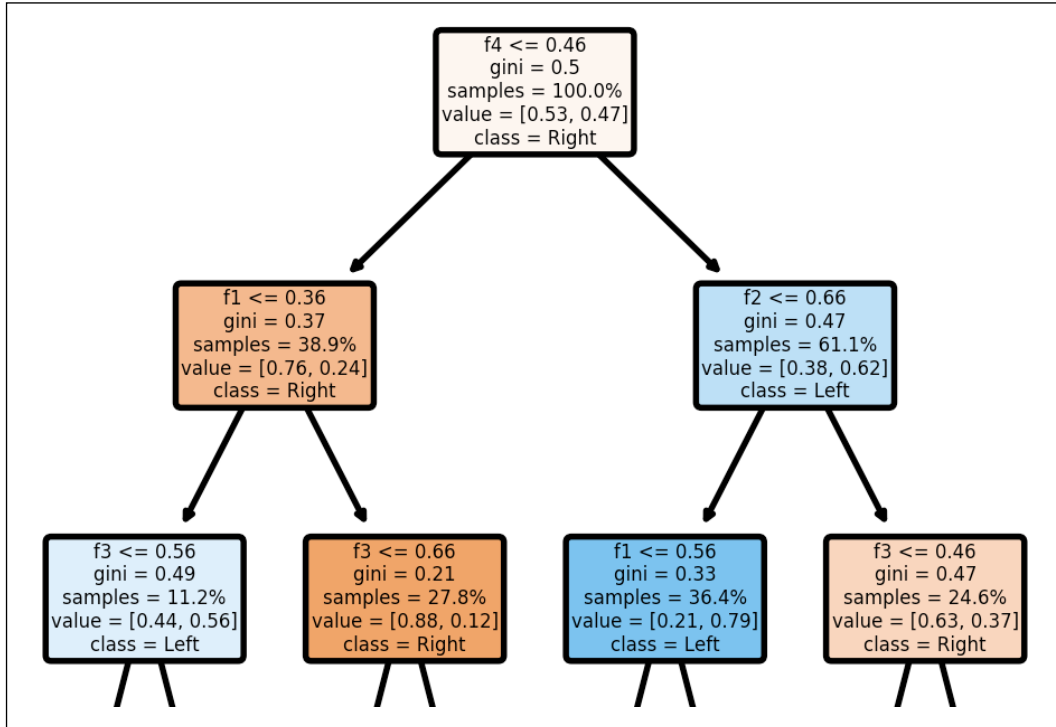 f4 <= 0.46
gini = 0.5
samples = 100.0%
value = [0.53, 0.47]
class = Right
f1 <= 0.36
gini = 0.37
samples = 38.9%
value = [0.76, 0.24]
class = Right
f2 <= 0.66
gini = 0.47
samples = 61.1%
value = [0.38, 0.62]
class = Left
f3 <= 0.56
gini = 0.49
samples = 11.2%
value = [0.44, 0.56]
class = Left
f3 <= 0.66
gini = 0.21
samples = 27.8%
value = [0.88, 0.12]
class = Right
f1 <= 0.56
gini = 0.33
samples = 36.4%
value = [0.21, 0.79]
class = Left
f3 <= 0.46
gini = 0.47
samples = 24.6%
value = [0.63, 0.37]
class = Right